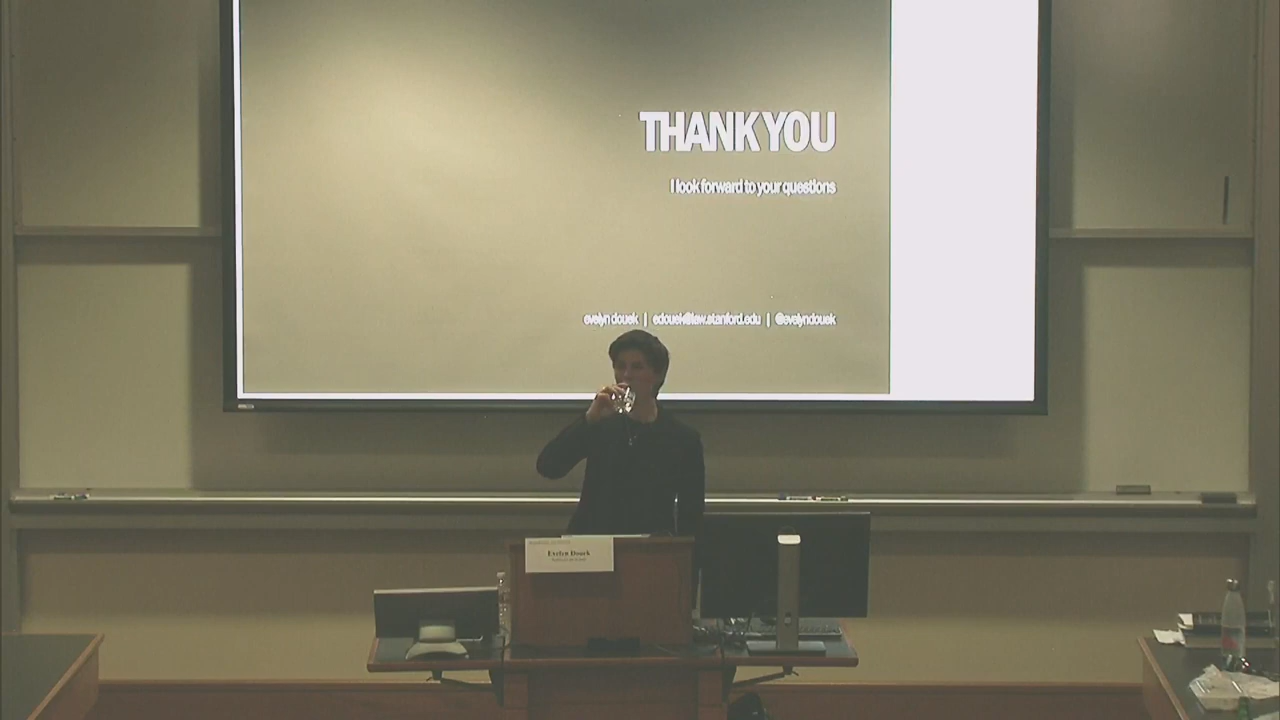 THANK YOU
I look forward to your questions
evelyn douek | edouek@law.stanford.edu | @evelyndouek
Evelyn Douek